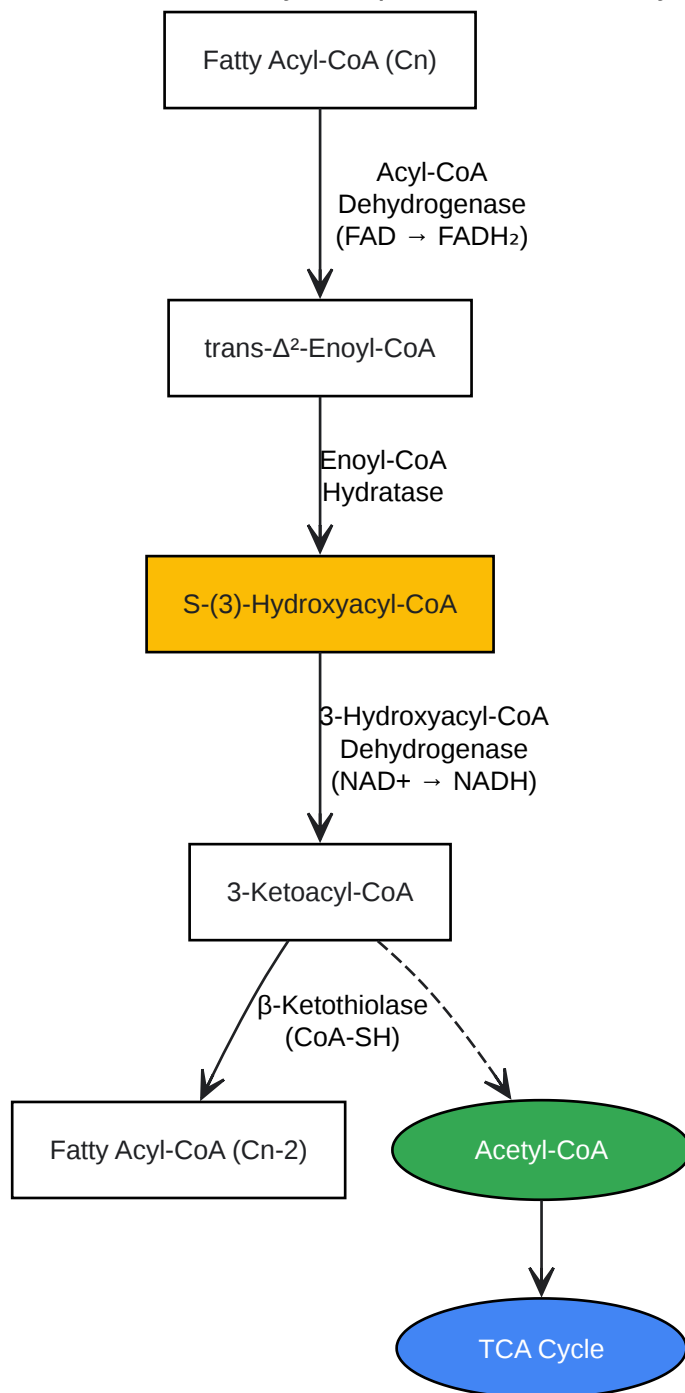 Fatty Acyl-CoA (Cn)
Acyl-CoA
Dehydrogenase
(FAD → FADH₂)
trans-Δ²-Enoyl-CoA
Enoyl-CoA
Hydratase
S-(3)-Hydroxyacyl-CoA
3-Hydroxyacyl-CoA
Dehydrogenase
(NAD+ → NADH)
3-Ketoacyl-CoA
β-Ketothiolase
(CoA-SH)
Fatty Acyl-CoA (Cn-2)
Acetyl-CoA
TCA Cycle